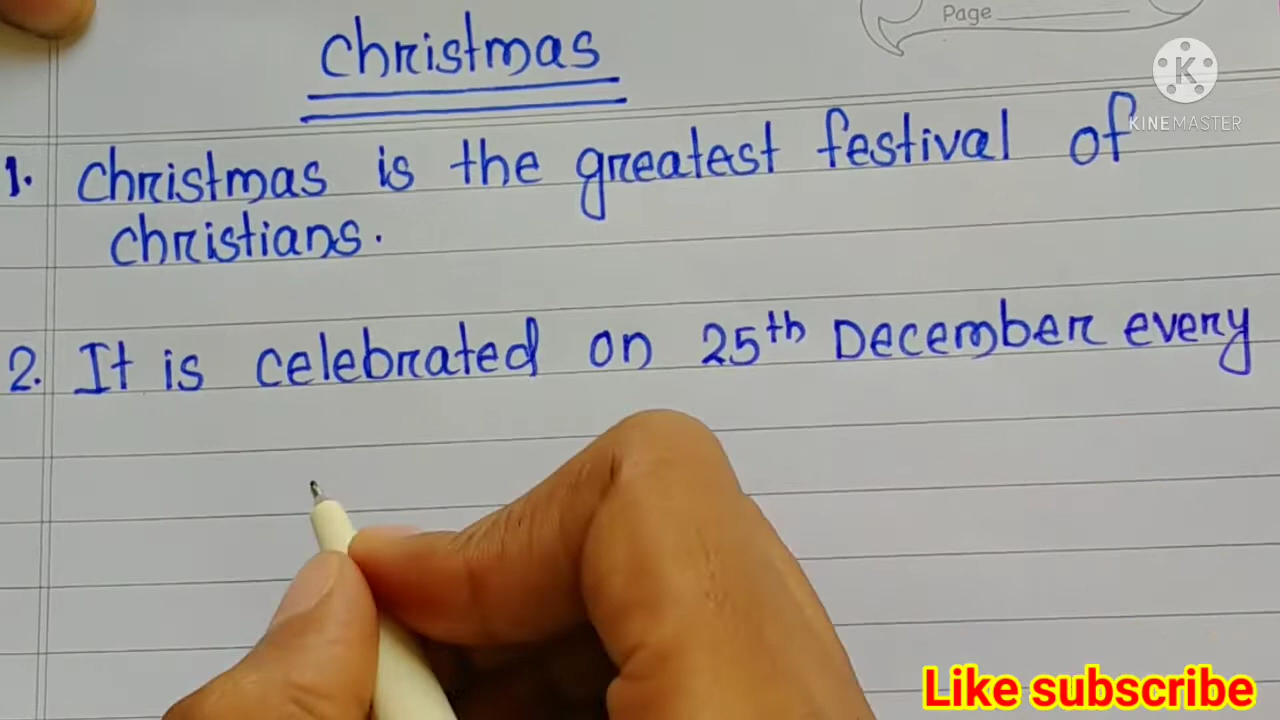 Page
K
KINEMASTER
Christmas
1. Christmas is the greatest festival of
christians.
2. It is celebrated on 25th December every
Like subscribe